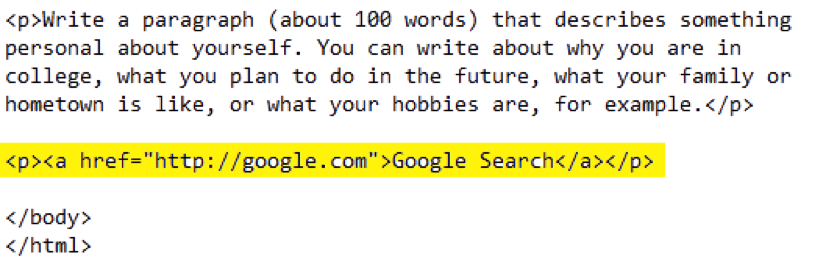 <p>Write a paragraph (about 100 words) that describes something
personal about yourself. You can write about why you are in
college, what you plan to do in the future, what your family or
hometown is like, or what your hobbies are, for example.</p>
<p><a href="http://google.com">Google Search</a></p>
</body>
</html>